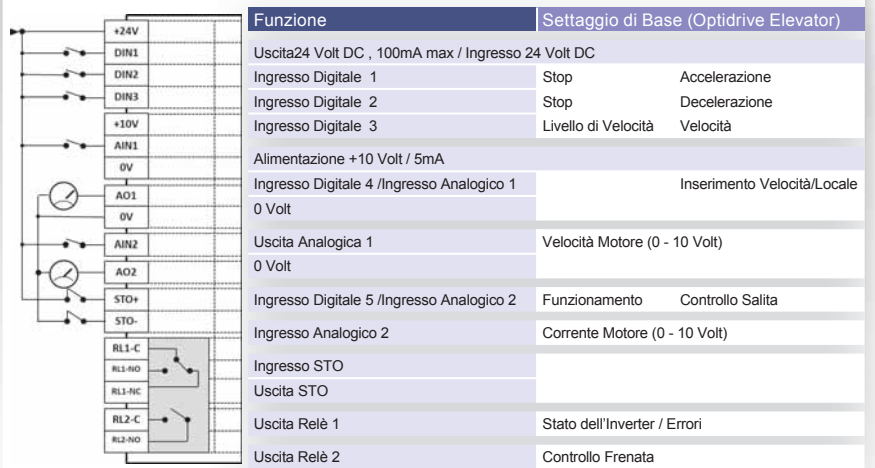 +24V
DIN1
DIN2
DIN3
+10V
AIN1
0V
AO1
0V
AIN2
AO2
STO+
STO-
RL1-C
RL1-NO
RL1-NC
RL2-C
RL2-NO
Funzione Settaggio di Base (Optidrive Elevator)
Uscita24 Volt DC , 100mA max / Ingresso 24 Volt DC
Ingresso Digitale 1 Stop Accelerazione
Ingresso Digitale 2 Stop Decelerazione
Ingresso Digitale 3 Livello di Velocità Velocità
Alimentazione +10 Volt / 5mA
Ingresso Digitale 4 /Ingresso Analogico 1 Inserimento Velocità/Locale
0 Volt
Uscita Analogica 1 Velocità Motore (0 - 10 Volt)
0 Volt
Ingresso Digitale 5 /Ingresso Analogico 2 Funzionamento Controllo Salita
Ingresso Analogico 2 Corrente Motore (0 - 10 Volt)
Ingresso STO
Uscita STO
Uscita Relè 1 Stato dell'Inverter / Errori
Uscita Relè 2 Controllo Frenata